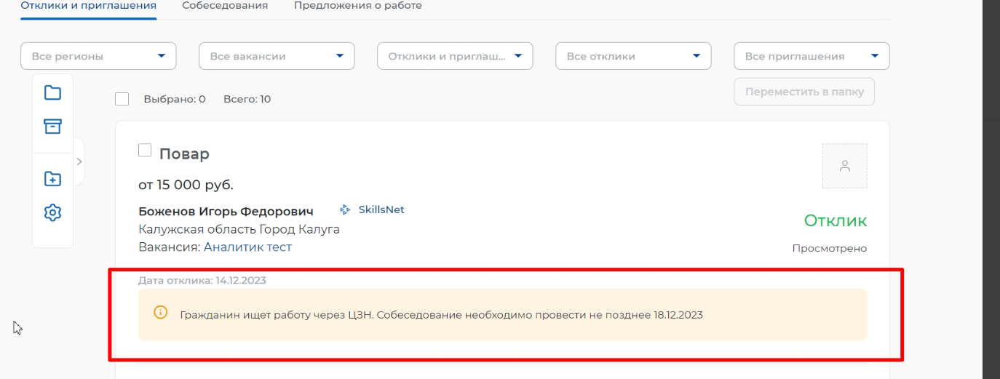 Отклики и приглашения Собеседования Предложения о работе
Все регионы Все вакансии Отклики и приглаш... Все отклики Все приглашения
Переместить в папку
Выбрано: 0 Всего: 10
Повар
от 15 000 руб.
Боженов Игорь Федорович SkillsNet
Калужская область Город Калуга
Отклик
Вакансия: Аналитик тест
Просмотрено
Дата отклика: 14.12.2023
Гражданин ищет работу через ЦЗН. Собеседование необходимо провести не позднее 18.12.2023